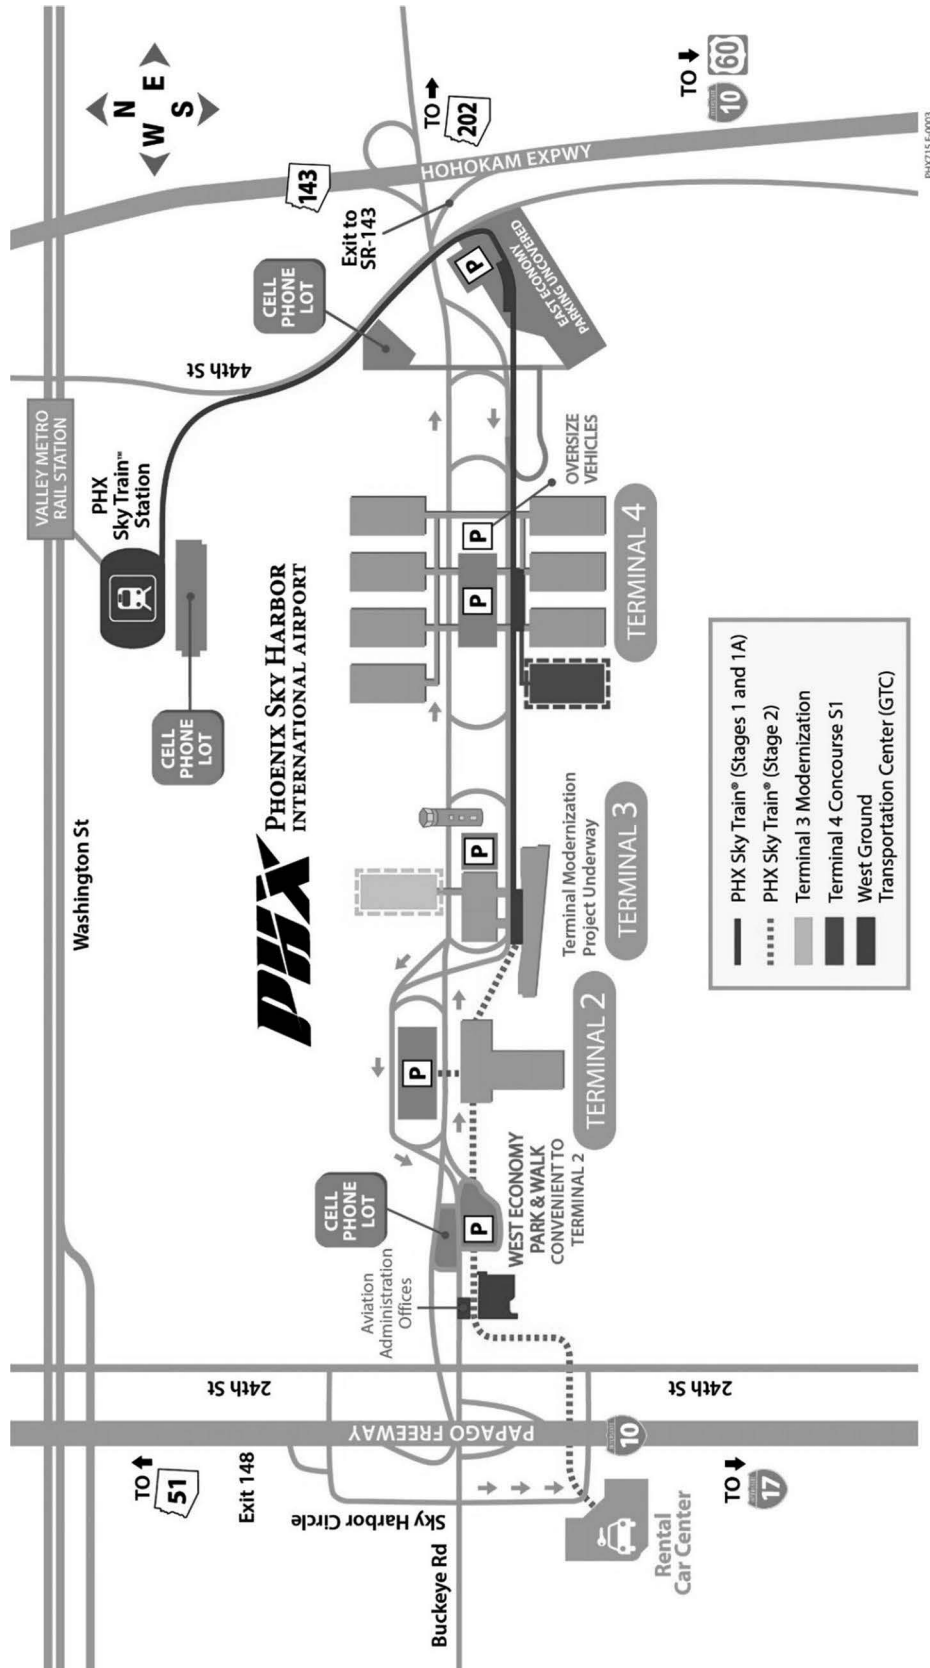 Washington St
VALLEY METRO
RAIL STATION
44th St
PHX
Sky Train™
Station
CELL
PHONE
LOT
CELL
PHONE
LOT
PHX
PHOENIX SKY HARBOR
INTERNATIONAL AIRPORT
143
N
W E
S
Exit to
SR-143
HOHOKAM EXPWY
TO
202
TO
10
60
TO
51
Exit 148
24th St
Sky Harbor Circle
Buckeye Rd
PAPAGO FREEWAY
Aviation
Administration
Offices
CELL
PHONE
LOT
P
WEST ECONOMY
PARK & WALK
CONVENIENT TO
TERMINAL 2
P
TERMINAL 2
P
Terminal Modernization
Project Underway
TERMINAL 3
P
P
TERMINAL 4
OVERSIZE
VEHICLES
P
EAST ECONOMY
PARKING UNCOVERED
24th St
INTERSTATE
10
TO
17
Rental
Car Center
PHX Sky Train® (Stages 1 and 1A)
PHX Sky Train® (Stage 2)
Terminal 3 Modernization
Terminal 4 Concourse S1
West Ground
Transportation Center (GTC)